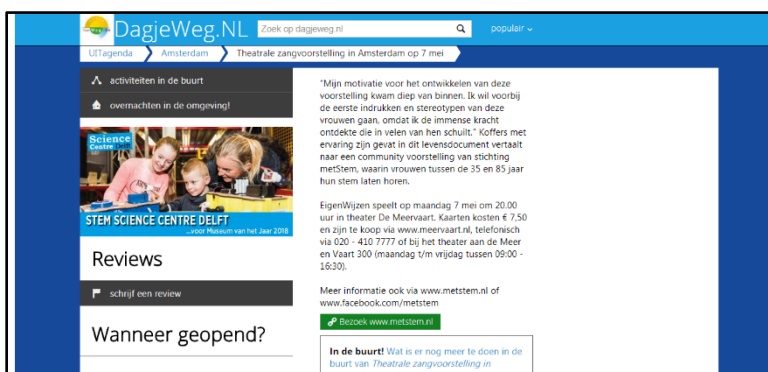 DagjeWeg.NL
Zoek op dagjeweg.nl
populair
UITagenda
Amsterdam
Theatrale zangvoorstelling in Amsterdam op 7 mei
activiteiten in de buurt
overnachten in de omgeving!
Science
Centre Delft
STEM SCIENCE CENTRE DELFT
...voor Museum van het Jaar 2018
Reviews
schrijf een review
Wanneer geopend?
"Mijn motivatie voor het ontwikkelen van deze
voorstelling kwam diep van binnen. Ik wil voorbij
de eerste indrukken en stereotypen van deze
vrouwen gaan, omdat ik de immense kracht
ontdekte die in velen van hen schuilt." Koffers met
ervaring zijn gevat in dit levensdocument vertaalt
naar een community voorstelling van stichting
metStem, waarin vrouwen tussen de 35 en 85 jaar
hun stem laten horen.
EigenWijzen speelt op maandag 7 mei om 20.00
uur in theater De Meervaart. Kaarten kosten € 7,50
en zijn te koop via www.meervaart.nl, telefonisch
via 020 - 410 7777 of bij het theater aan de Meer
en Vaart 300 (maandag t/m vrijdag tussen 09:00 -
16:30).
Meer informatie ook via www.metstem.nl of
www.facebook.com/metstem
Bezoek www.metstem.nl
In de buurt! Wat is er nog meer te doen in de
buurt van Theatrale zangvoorstelling in